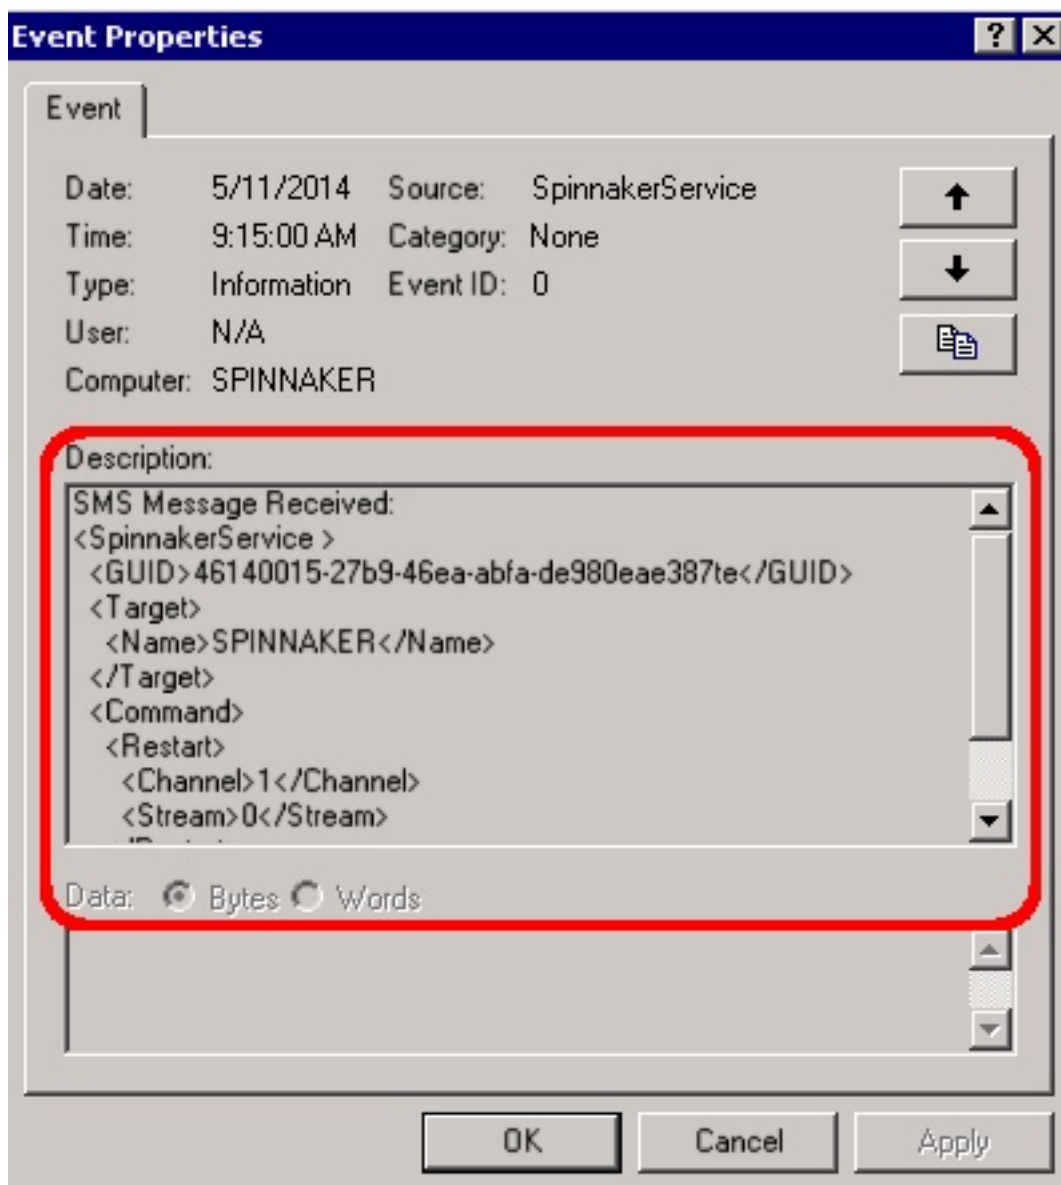 Event Properties
Event
Date: 5/11/2014 Source: SpinnakerService
Time: 9:15:00 AM Category: None
Type: Information Event ID: 0
User: N/A
Computer: SPINNAKER
Description:
SMS Message Received:
<SpinnakerService >
<GUID>46140015-27b9-46ea-abfa-de980eae387te</GUID>
<Target>
<Name>SPINNAKER</Name>
</Target>
<Command>
<Restart>
<Channel>1</Channel>
<Stream>0</Stream>
Data: Bytes Words
OK Cancel Apply